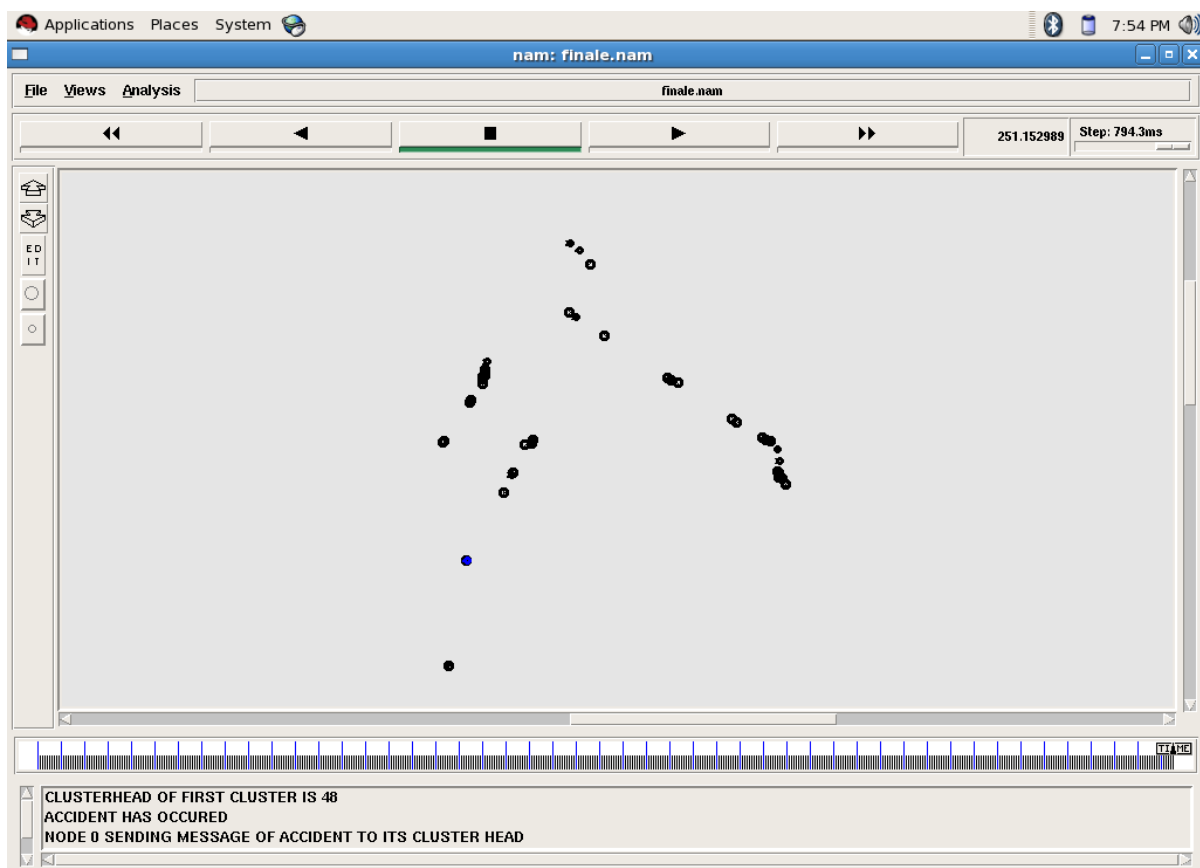 Applications Places System 7:54 PM
nam: finale.nam
File Views Analysis finale.nam
251.152989 Step: 794.3ms
E D
I T
TIME
CLUSTERHEAD OF FIRST CLUSTER IS 48
ACCIDENT HAS OCCURED
NODE 0 SENDING MESSAGE OF ACCIDENT TO ITS CLUSTER HEAD